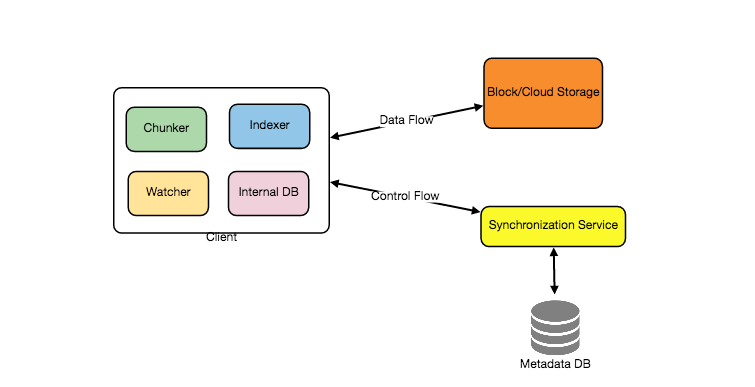 Block/Cloud Storage
Data Flow
Chunker
Indexer
Watcher
Internal DB
Control Flow
Client
Synchronization Service
Metadata DB